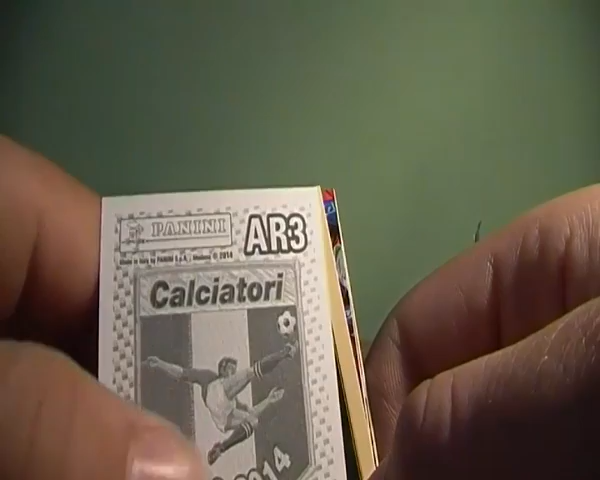 PANINI
AR3
Made in Italy by PANINI S.p.A. - Modena © 2014
Calciatori
2014